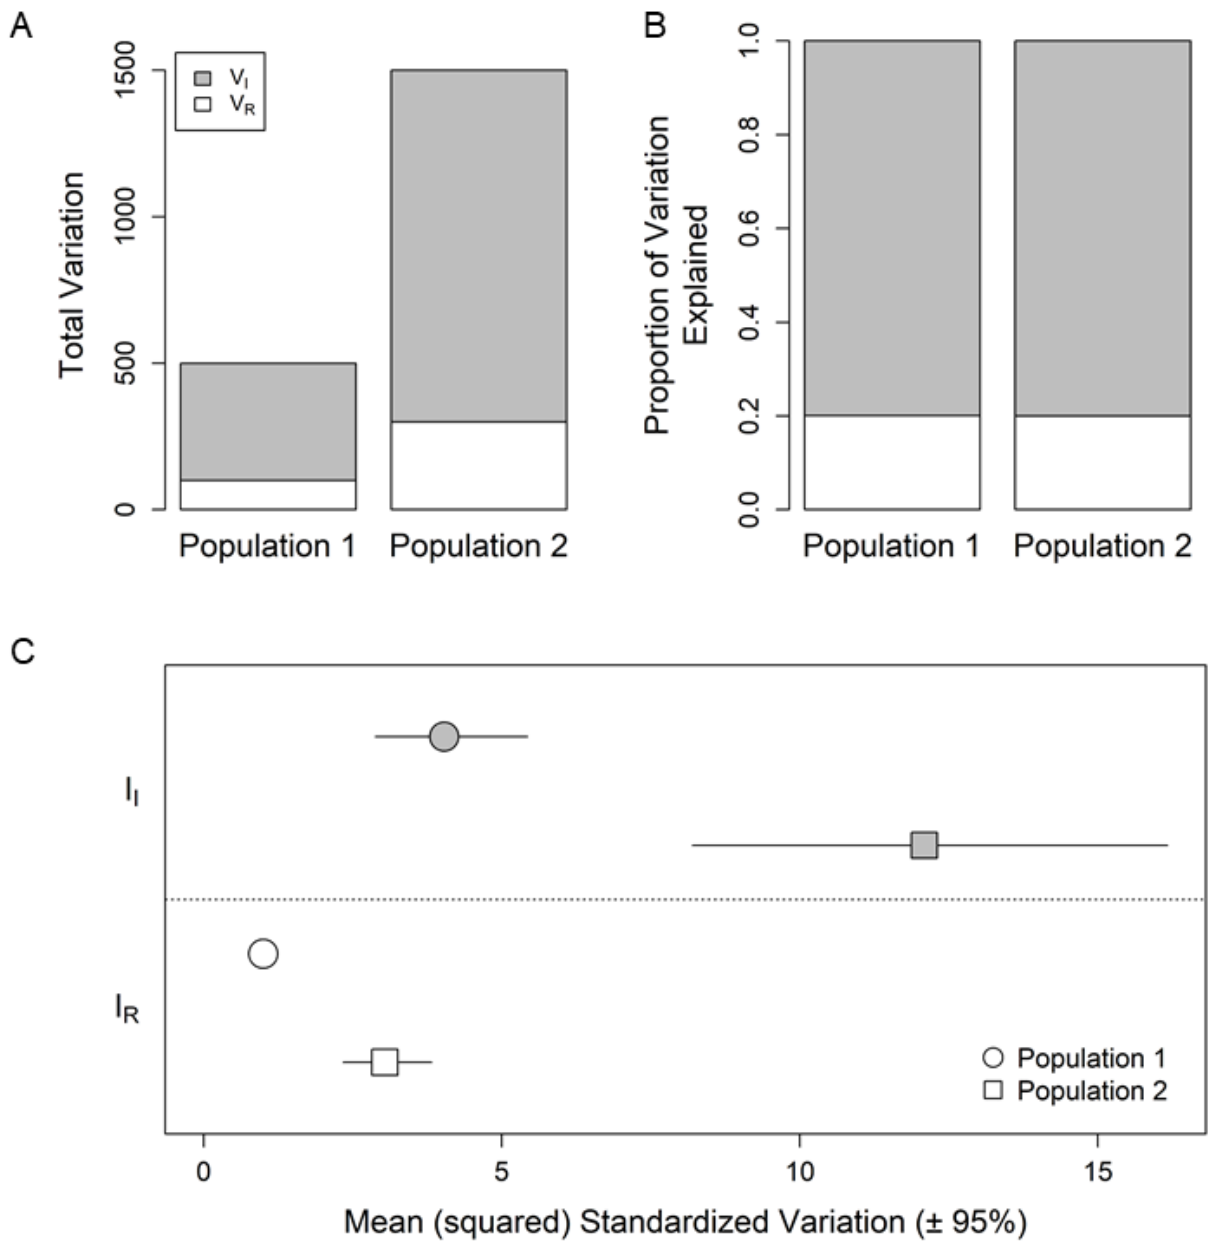 A
1500
1000
500
0
Total Variation
V_I
V_R
Population 1 Population 2
B
1.0
0.8
0.6
0.4
0.2
0.0
Proportion of Variation
Explained
Population 1 Population 2
C
I_I
I_R
Population 1
Population 2
0 5 10 15
Mean (squared) Standardized Variation (± 95%)